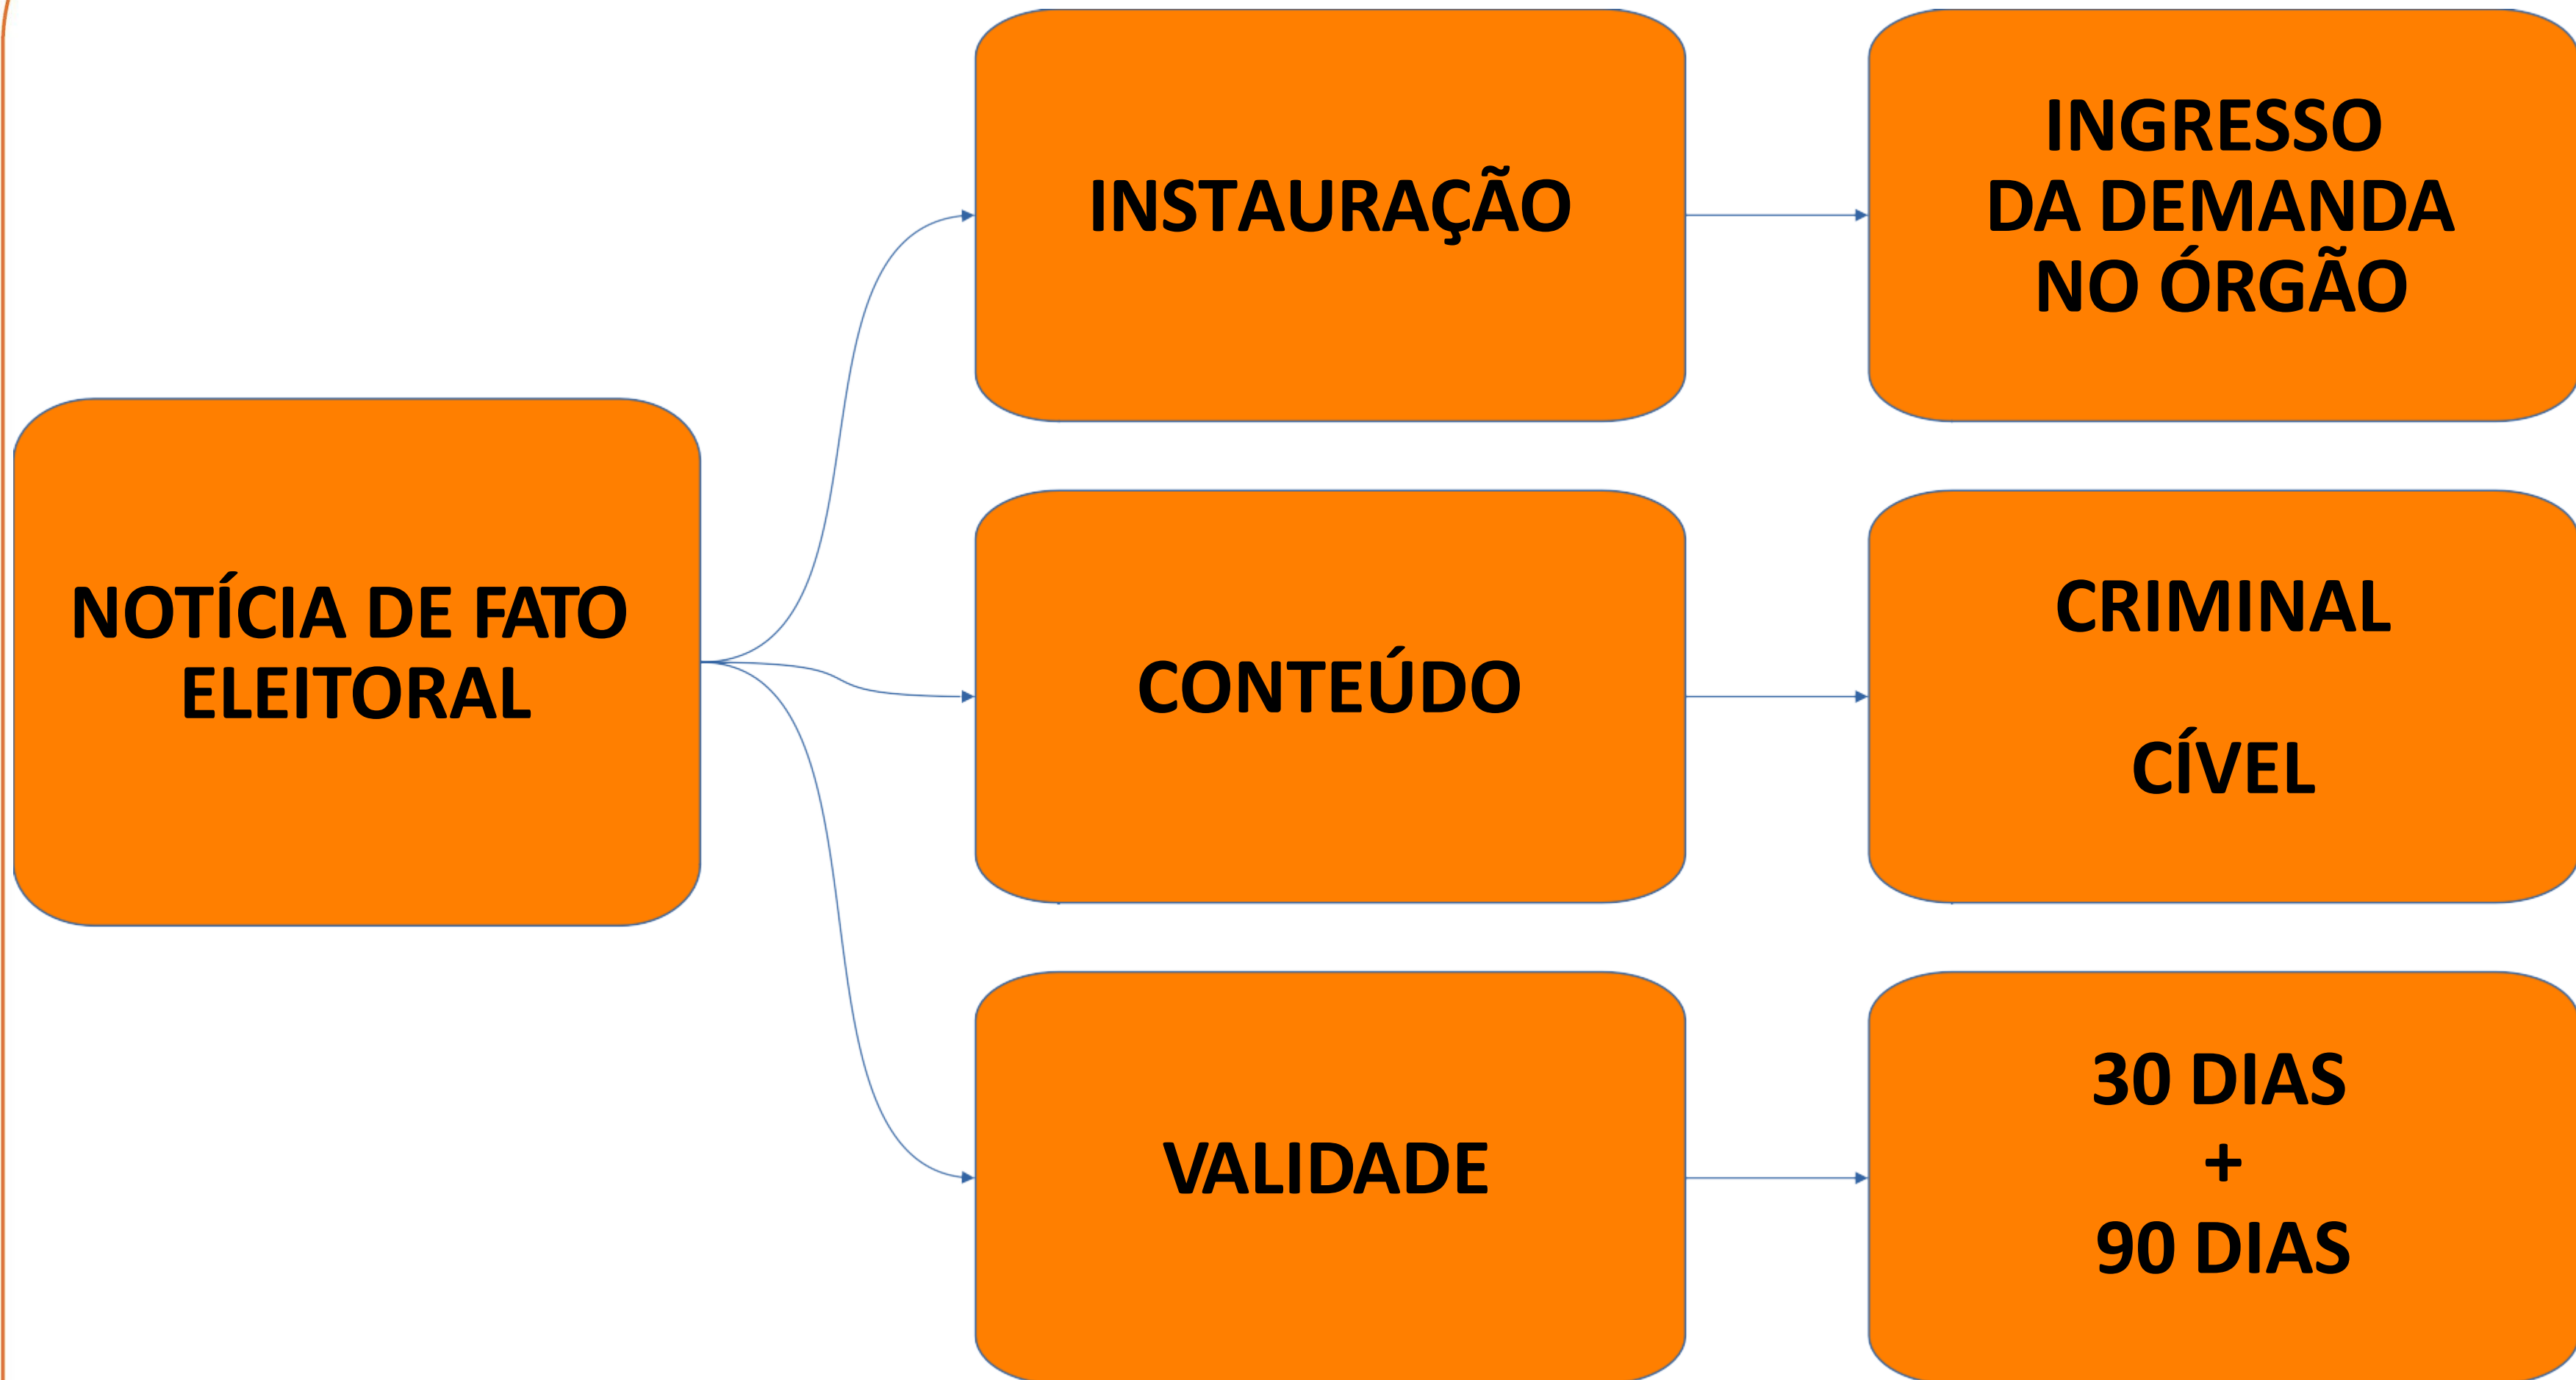 NOTÍCIA DE FATO
ELEITORAL
INSTAURAÇÃO
INGRESSO
DA DEMANDA
NO ÓRGÃO
CONTEÚDO
CRIMINAL
CÍVEL
VALIDADE
30 DIAS
+
90 DIAS